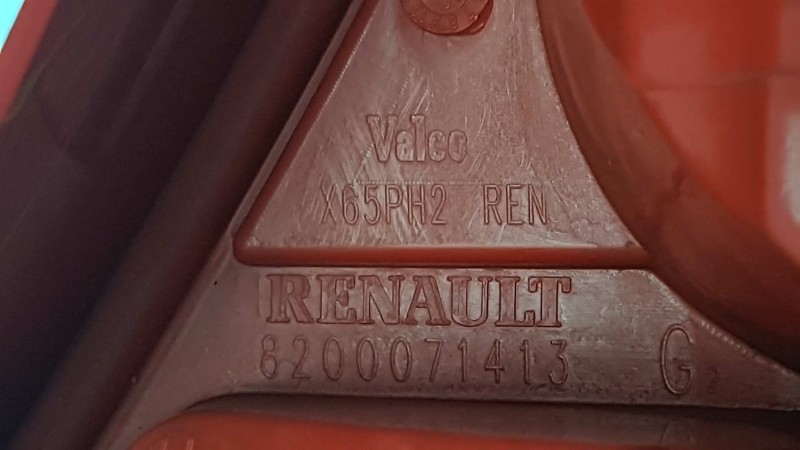 Valeo
X65PH2 REN
RENAULT
8200071413 G